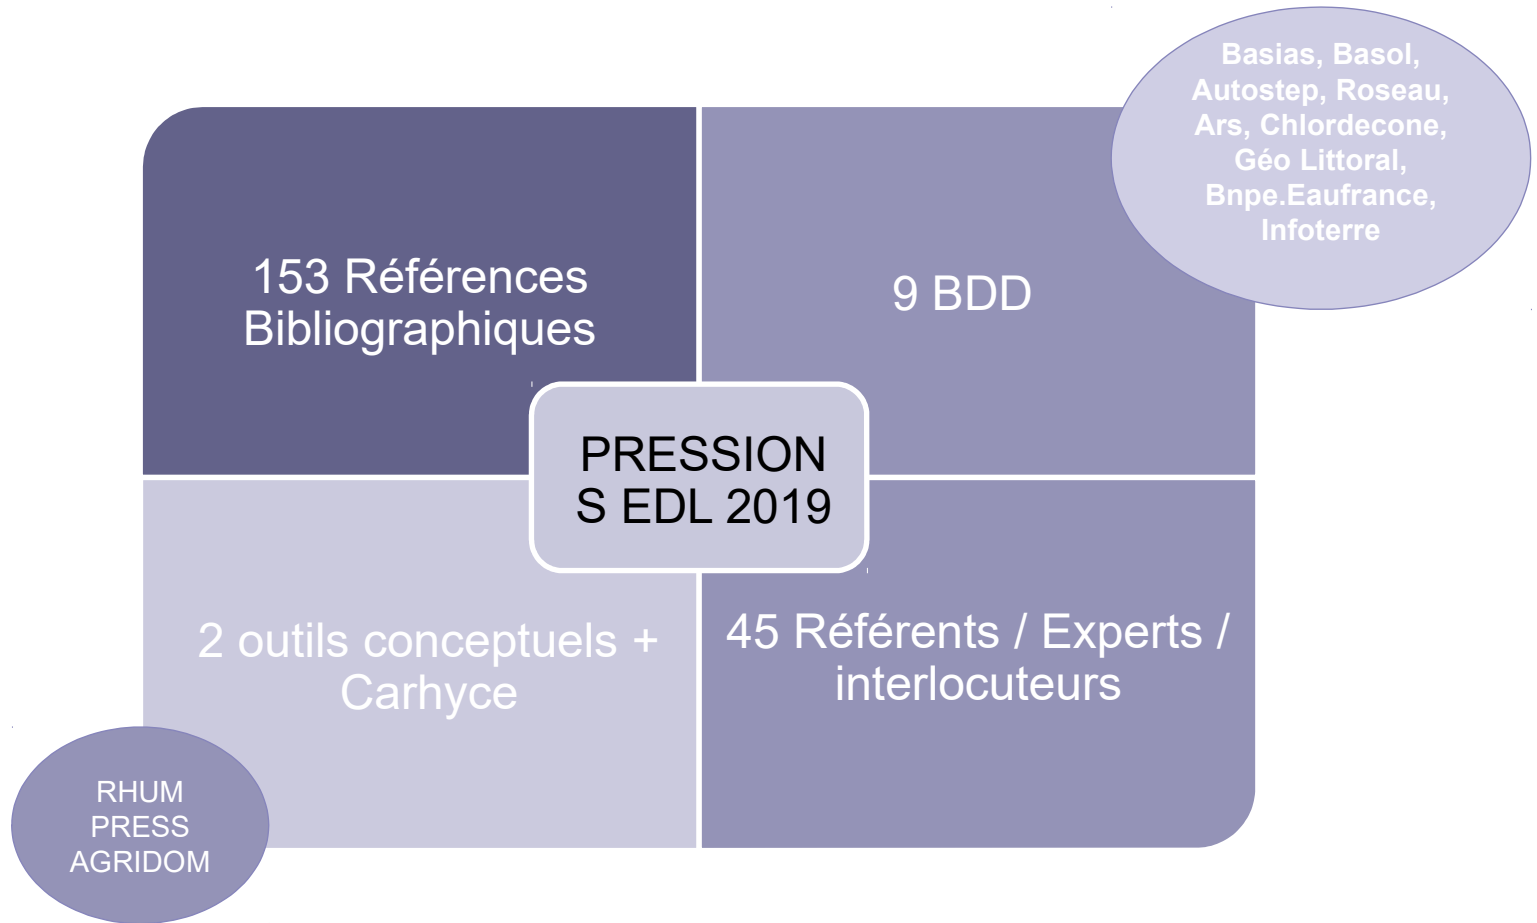 Basias, Basol,
Autostep, Roseau,
Ars, Chlordecone,
Géo Littoral,
Bnpe.Eaufrance,
Infoterre
153 Références
Bibliographiques
9 BDD
PRESSION
S EDL 2019
2 outils conceptuels +
Carhyce
45 Référents / Experts /
interlocuteurs
RHUM
PRESS
AGRIDOM